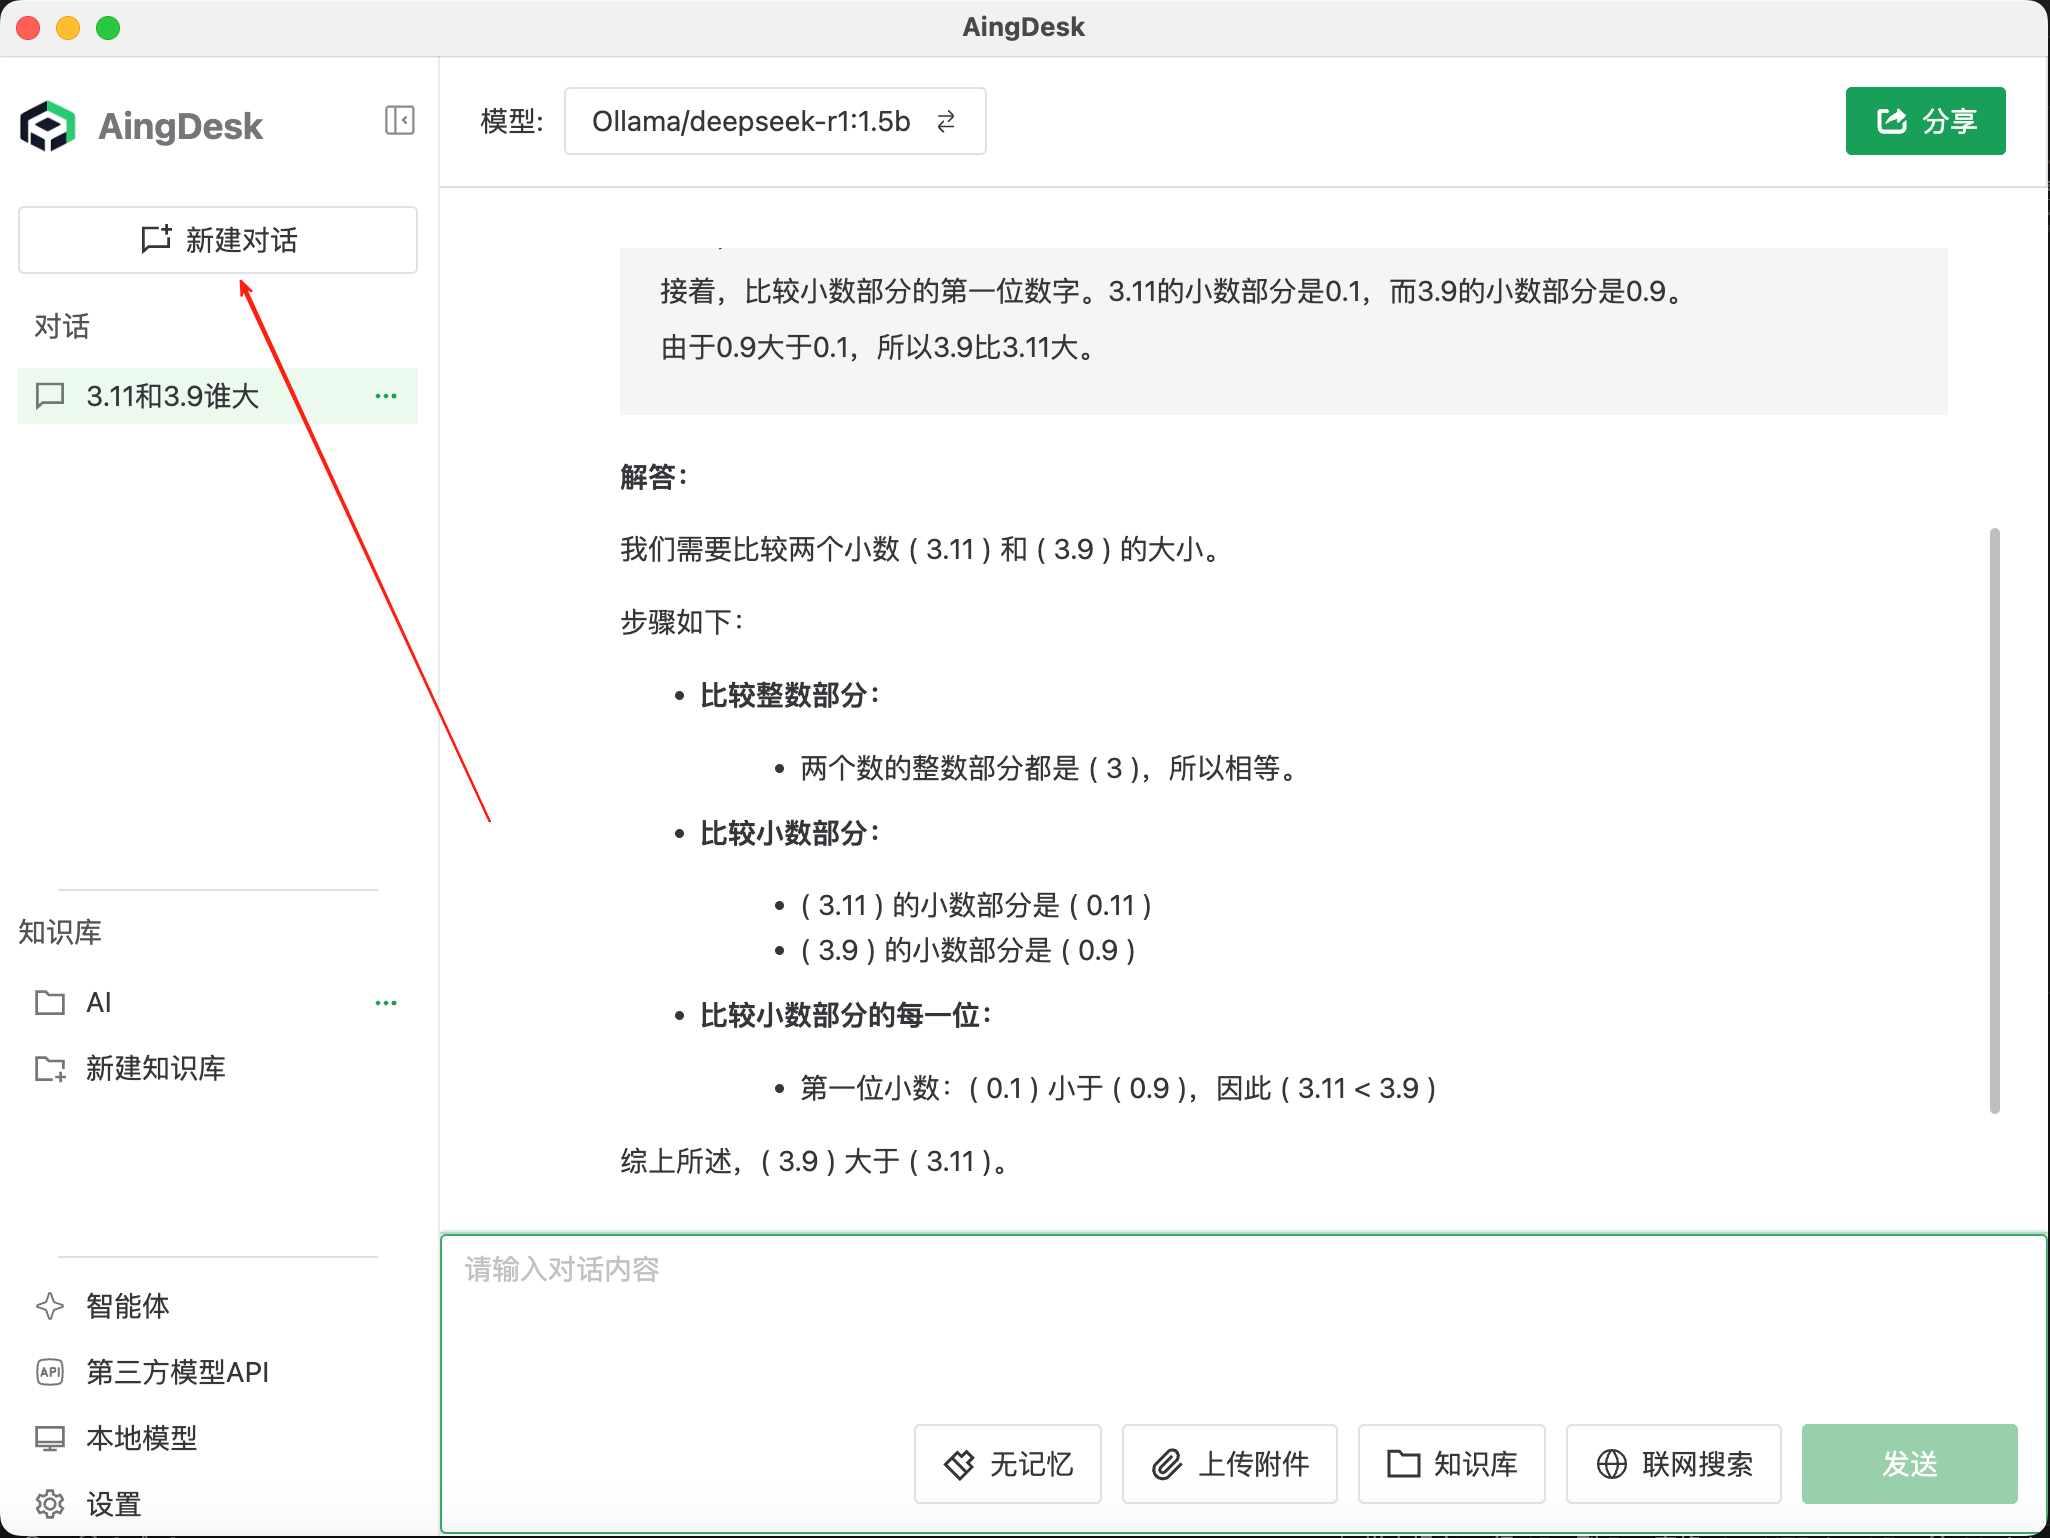 AingDesk
AingDesk
模型:
Ollama/deepseek-r1:1.5b
分享
新建对话
对话
3.11和3.9谁大
知识库
AI
新建知识库
智能体
API
第三方模型API
本地模型
设置
接着，比较小数部分的第一位数字。3.11的小数部分是0.1，而3.9的小数部分是0.9。
由于0.9大于0.1，所以3.9比3.11大。
解答：
我们需要比较两个小数 ( 3.11 ) 和 ( 3.9 ) 的大小。
步骤如下：
• 比较整数部分：
• 两个数的整数部分都是 ( 3 )，所以相等。
• 比较小数部分：
• ( 3.11 ) 的小数部分是 ( 0.11 )
• ( 3.9 ) 的小数部分是 ( 0.9 )
• 比较小数部分的每一位：
• 第一位小数：( 0.1 ) 小于 ( 0.9 )，因此 ( 3.11 < 3.9 )
综上所述，( 3.9 ) 大于 ( 3.11 )。
请输入对话内容
无记忆
上传附件
知识库
联网搜索
发送